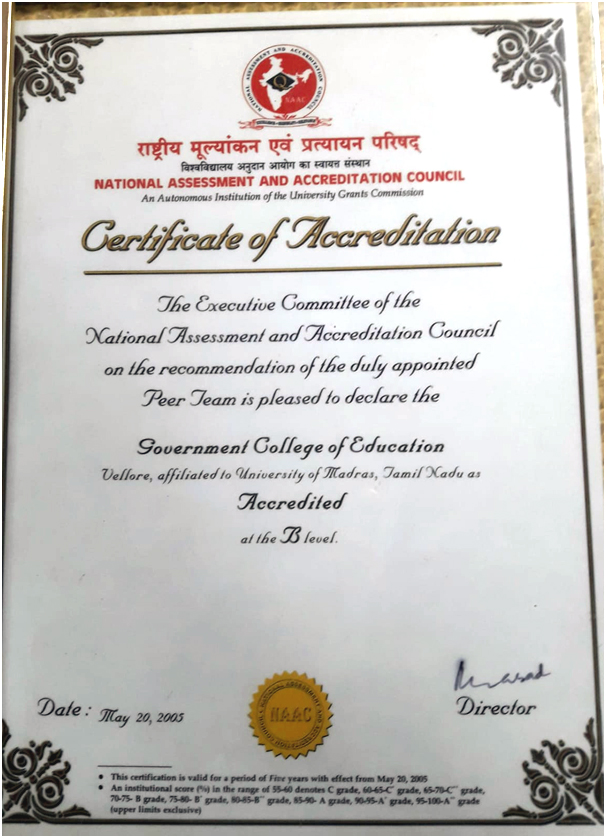 NATIONAL ASSESSMENT AND ACCREDITATION COUNCIL
NAAC
राष्ट्रीय मूल्यांकन एवं प्रत्यायन परिषद्
विश्वविद्यालय अनुदान आयोग का स्वायत्त संस्थान
NATIONAL ASSESSMENT AND ACCREDITATION COUNCIL
An Autonomous Institution of the University Grants Commission
Certificate of Accreditation
The Executive Committee of the
National Assessment and Accreditation Council
on the recommendation of the duly appointed
Peer Team is pleased to declare the
Government College of Education
Vellore, affiliated to University of Madras, Tamil Nadu as
Accredited
at the B level.
Date : May 20, 2005
NAAC
Director
• This certification is valid for a period of Five years with effect from May 20, 2005
• An institutional score (%) in the range of 55-60 denotes C grade, 60-65-C⁺ grade, 65-70-C⁺⁺ grade,
70-75- B grade, 75-80- B⁺ grade, 80-85-B⁺⁺ grade, 85-90- A grade, 90-95-A⁺ grade, 95-100-A⁺⁺ grade
(upper limits exclusive)